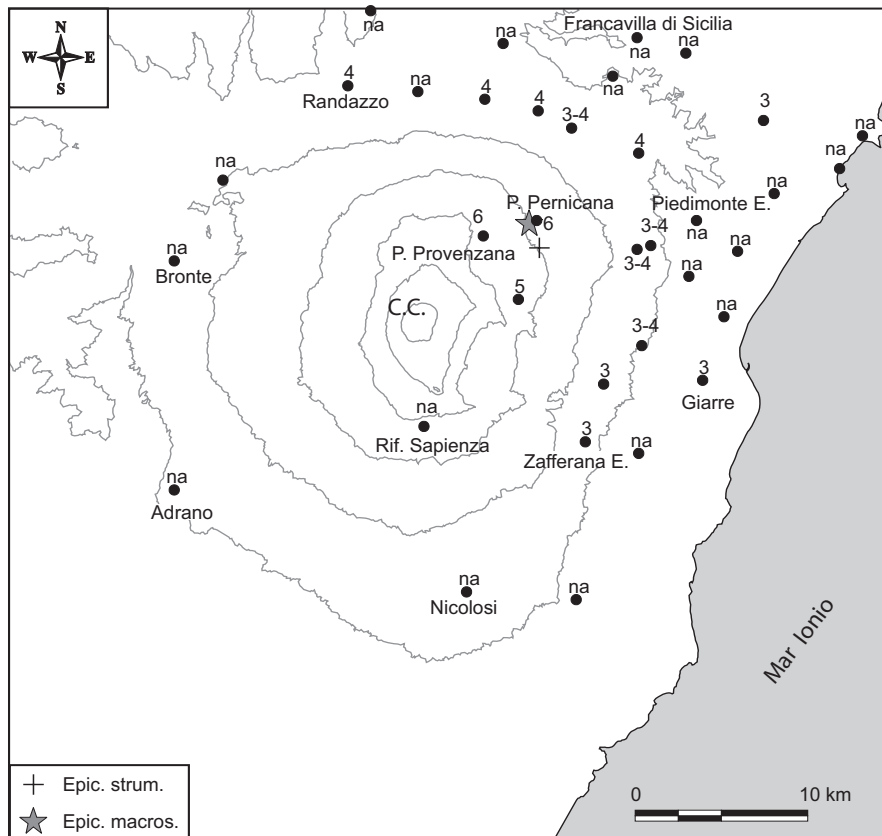 N
W E
S
na
Francavilla di Sicilia
na
na
na
na
4
Randazzo
na
4
4
3-4
3
na
na
4
na
P. Pernicana
6
Piedimonte E.
na
na
6
P. Provenzana
3-4
3-4
na
na
na
Bronte
5
C.C.
na
3-4
3
3
Giarre
na
Rif. Sapienza
3
Zafferana E.
na
na
Adrano
na
Nicolosi
na
Mar Ionio
Epic. strum.
Epic. macros.
0 10 km